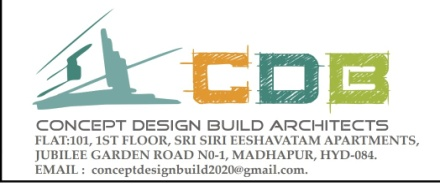 CDB
CONCEPT DESIGN BUILD ARCHITECTS
FLAT:101, 1ST FLOOR, SRI SIRI EESHAVATAM APARTMENTS,
JUBILEE GARDEN ROAD N0-1, MADHAPUR, HYD-084.
EMAIL : conceptdesignbuild2020@gmail.com.